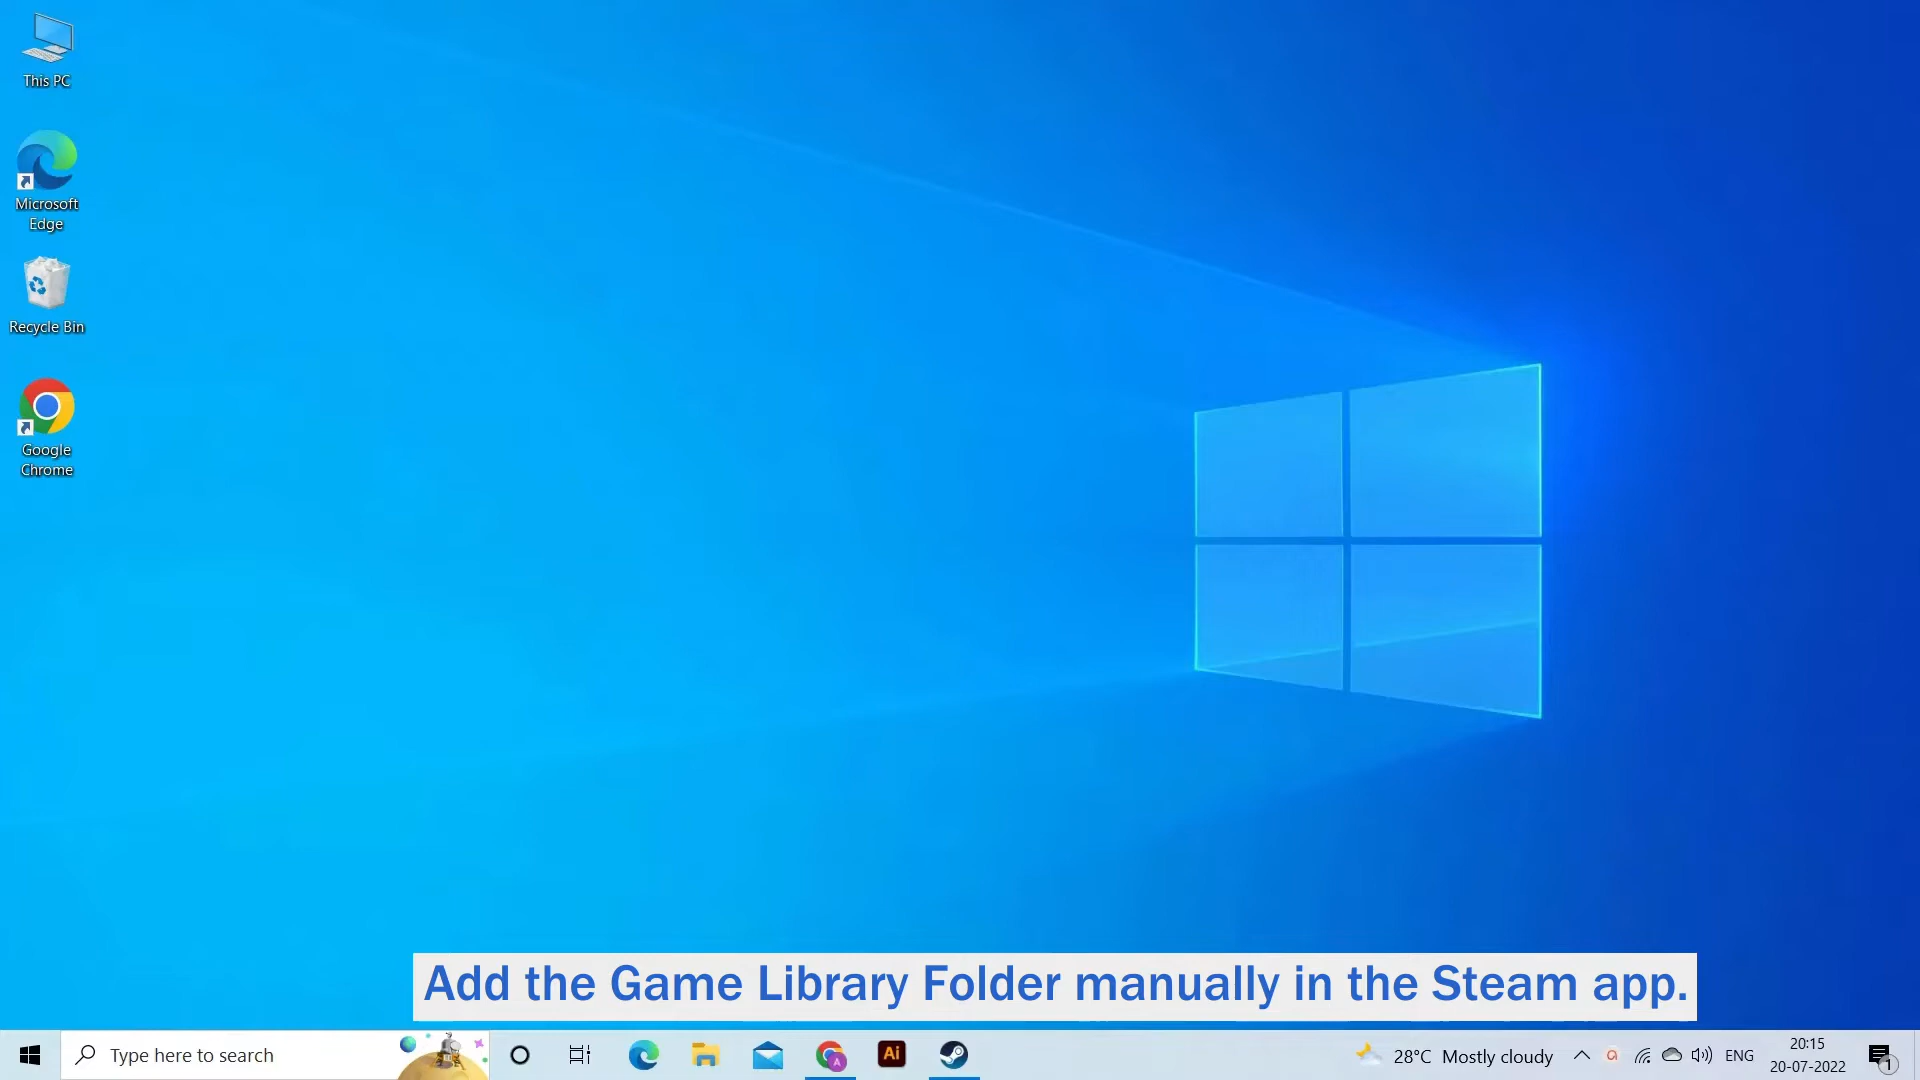 This PC
Microsoft
Edge
Recycle Bin
Google
Chrome
Add the Game Library Folder manually in the Steam app.
Type here to search
A
Ai
28°C Mostly cloudy
ENG
20:15
20-07-2022
1